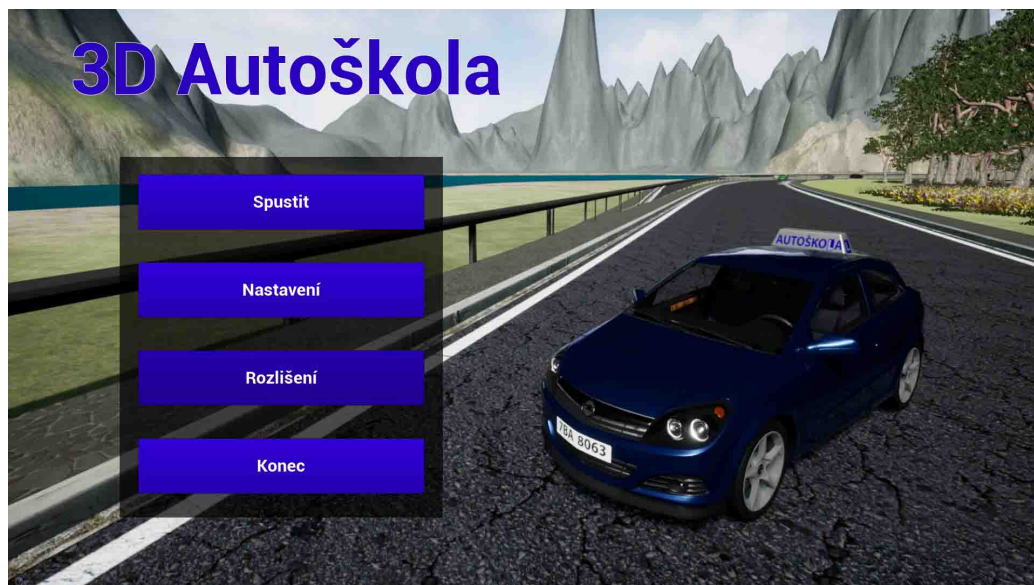 3D Autoškola
Spustit
Nastavení
Rozlišení
Konec
AUTOŠKOLA
7BA 8063